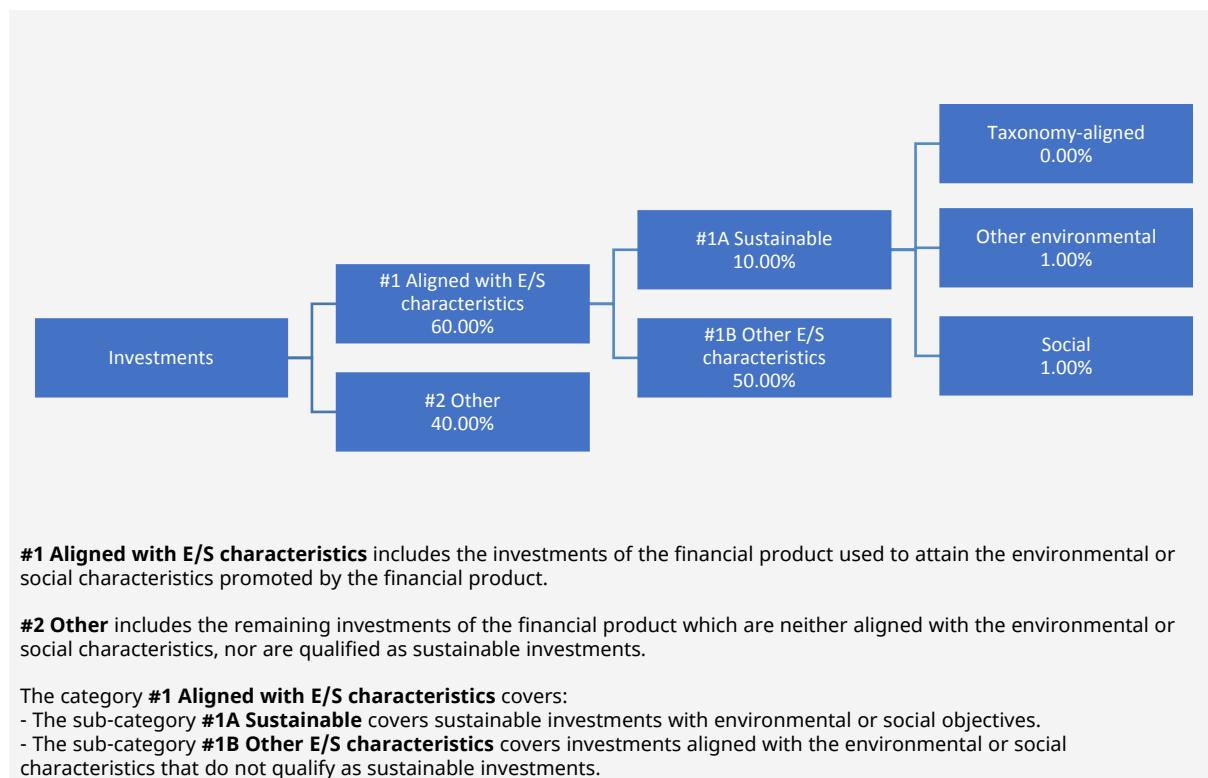 Investments
#1 Aligned with E/S
characteristics
60.00%
#2 Other
40.00%
#1A Sustainable
10.00%
#1B Other E/S
characteristics
50.00%
Taxonomy-aligned
0.00%
Other environmental
1.00%
Social
1.00%
#1 Aligned with E/S characteristics includes the investments of the financial product used to attain the environmental or
social characteristics promoted by the financial product.
#2 Other includes the remaining investments of the financial product which are neither aligned with the environmental or
social characteristics, nor are qualified as sustainable investments.
The category #1 Aligned with E/S characteristics covers:
- The sub-category #1A Sustainable covers sustainable investments with environmental or social objectives.
- The sub-category #1B Other E/S characteristics covers investments aligned with the environmental or social
characteristics that do not qualify as sustainable investments.